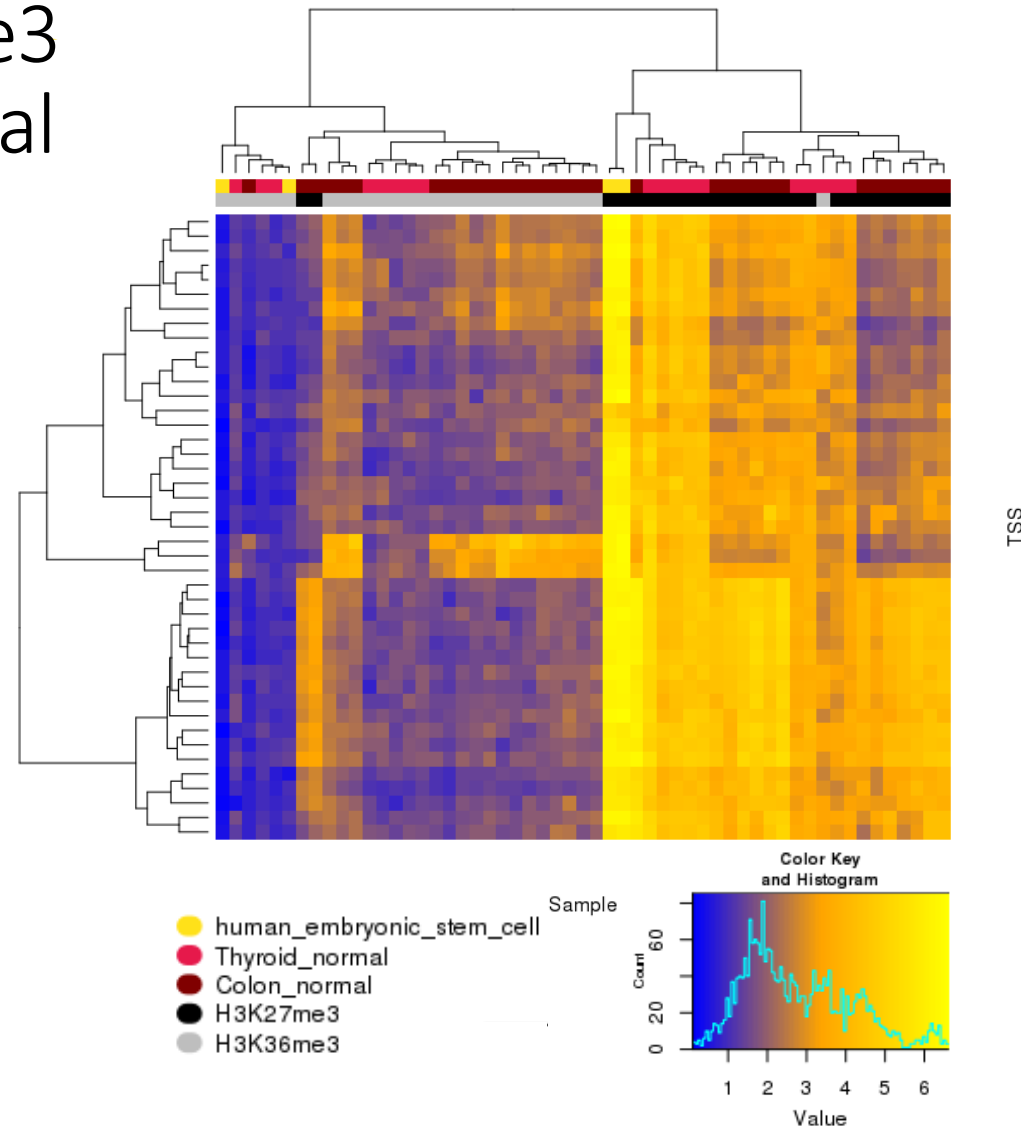 e3
al
TSS
Color Key
and Histogram
Sample
human_embryonic_stem_cell
Thyroid_normal
Colon_normal
H3K27me3
H3K36me3
Count
0 20 60
1 2 3 4 5 6
Value